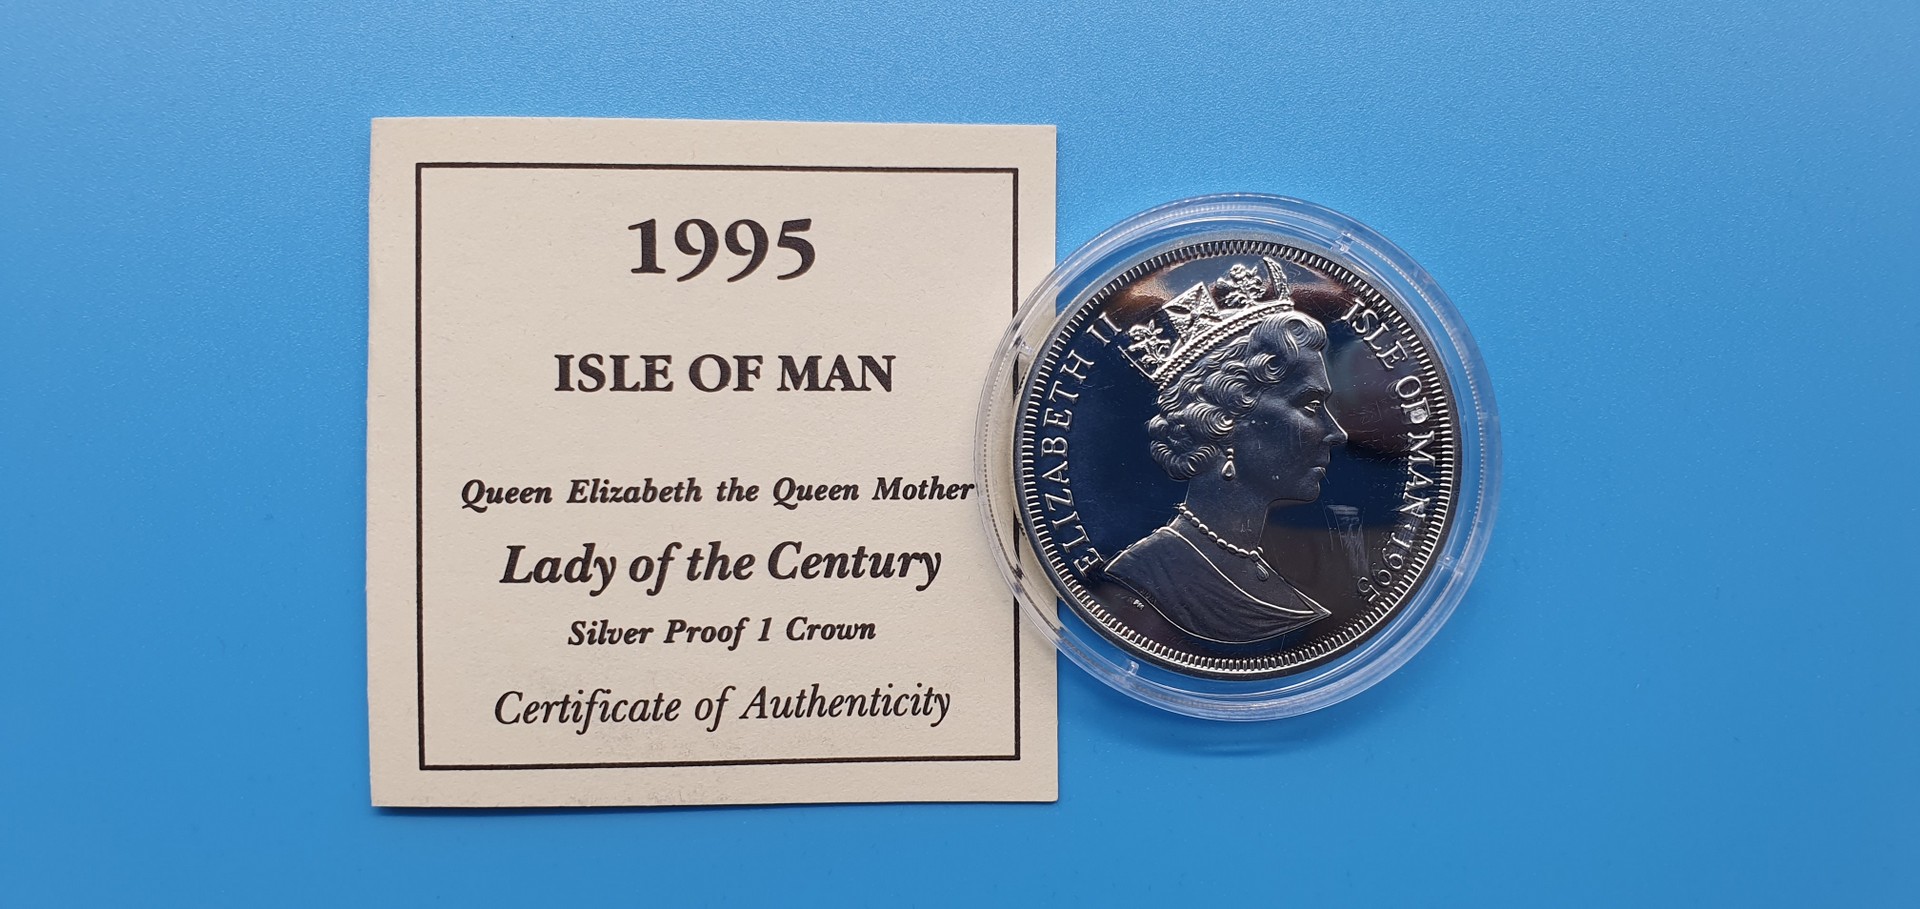 1995
ISLE OF MAN
Queen Elizabeth the Queen Mother
Lady of the Century
Silver Proof 1 Crown
Certificate of Authenticity
ELIZABETH II
ISLE OF MAN · 1995
PM